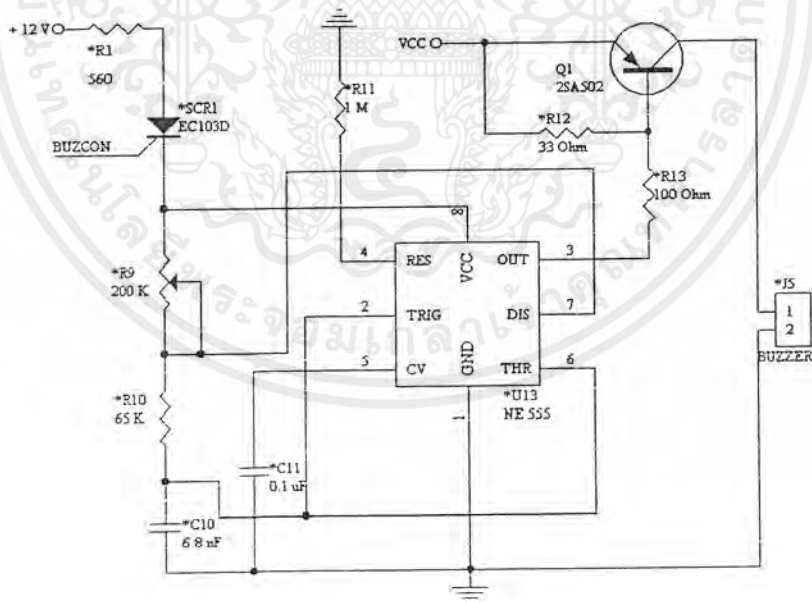 + 12 V
*R1
560
*SCR1
EC103D
BUZCON
*R11
1 M
VCC
Q1
2SA502
*R12
33 Ohm
*R13
100 Ohm
*R9
200 K
*R10
65 K
4
RES
8
VCC
OUT
3
2
TRIG
DIS
7
5
CV
GND
THR
6
1
*U13
NE 555
*J5
1
2
BUZZER
*C11
0.1 uF
*C10
6.8 nF